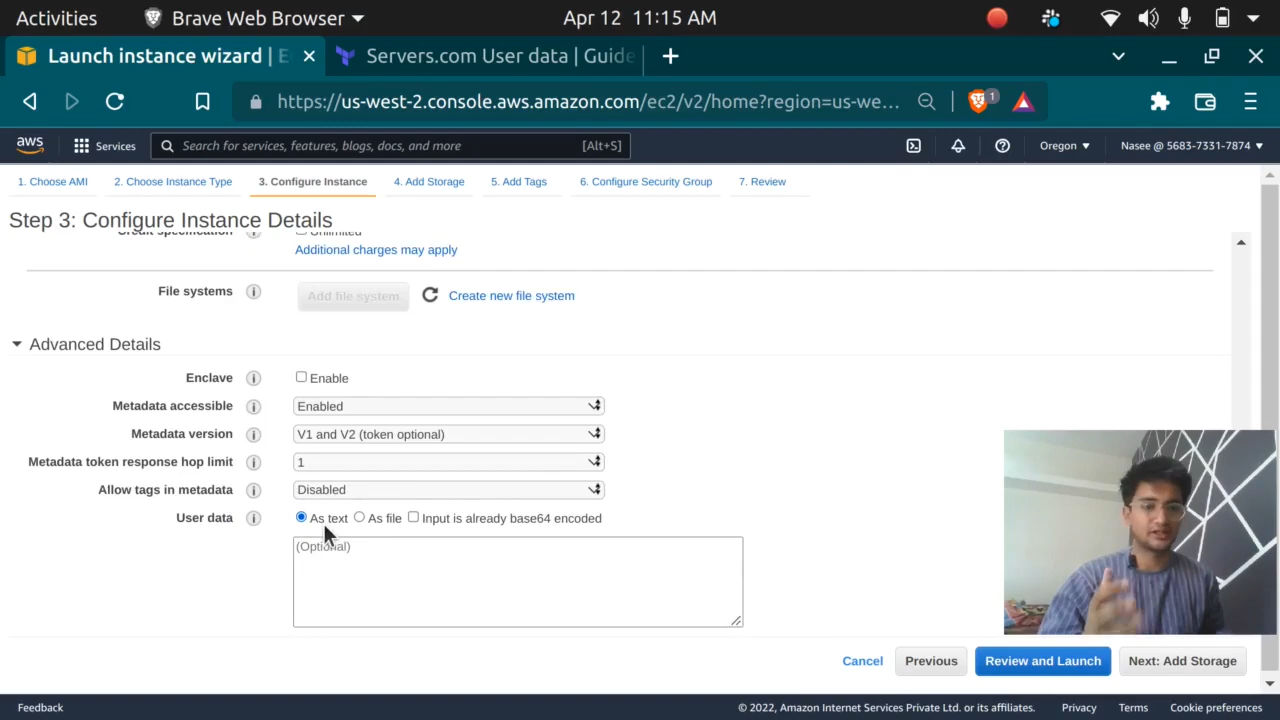 Activities
Brave Web Browser
Apr 12 11:15 AM
Launch instance wizard | E
Servers.com User data | Guide
https://us-west-2.console.aws.amazon.com/ec2/v2/home?region=us-we...
1
aws
Services
Search for services, features, blogs, docs, and more
[Alt+S]
Oregon
Nasee @ 5683-7331-7874
1. Choose AMI
2. Choose Instance Type
3. Configure Instance
4. Add Storage
5. Add Tags
6. Configure Security Group
7. Review
Step 3: Configure Instance Details
Credit specification
Unlimited
Additional charges may apply
File systems
Add file system
Create new file system
Advanced Details
Enclave
Enable
Metadata accessible
Enabled
Metadata version
V1 and V2 (token optional)
Metadata token response hop limit
1
Allow tags in metadata
Disabled
User data
As text
As file
Input is already base64 encoded
(Optional)
Cancel
Previous
Review and Launch
Next: Add Storage
Feedback
© 2022, Amazon Internet Services Private Ltd. or its affiliates.
Privacy
Terms
Cookie preferences